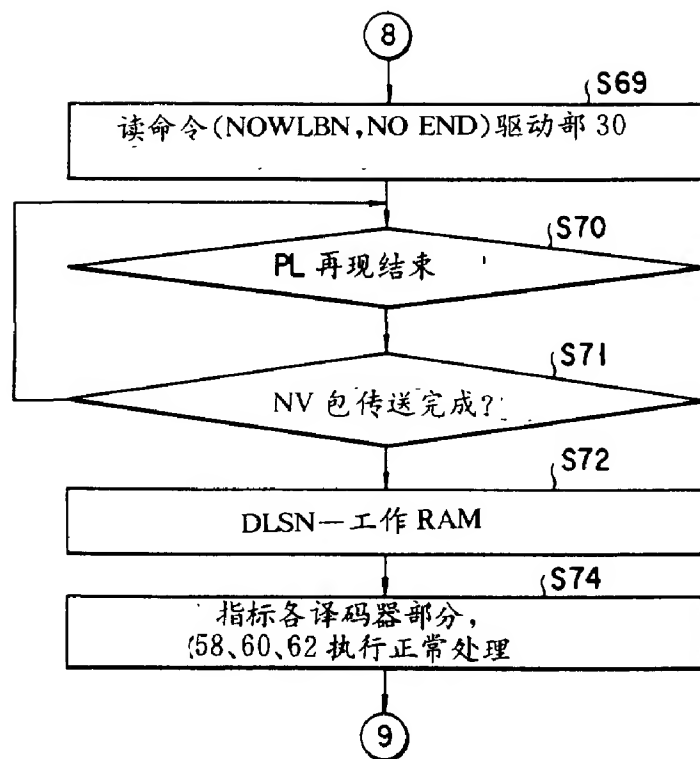 8
S69
读命令(NOWLBN,NO END)驱动部 30
S70
PL 再现结束
S71
NV 包传送完成?
S72
DLSN—工作 RAM
S74
指标各译码器部分,
(58、60、62 执行正常处理
9